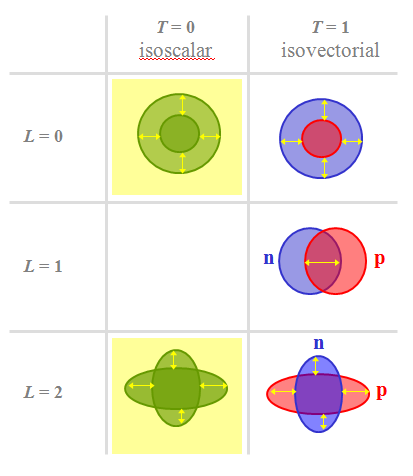 T = 0
isoscalar
T = 1
isovectorial
L = 0
L = 1
n
p
L = 2
n
p